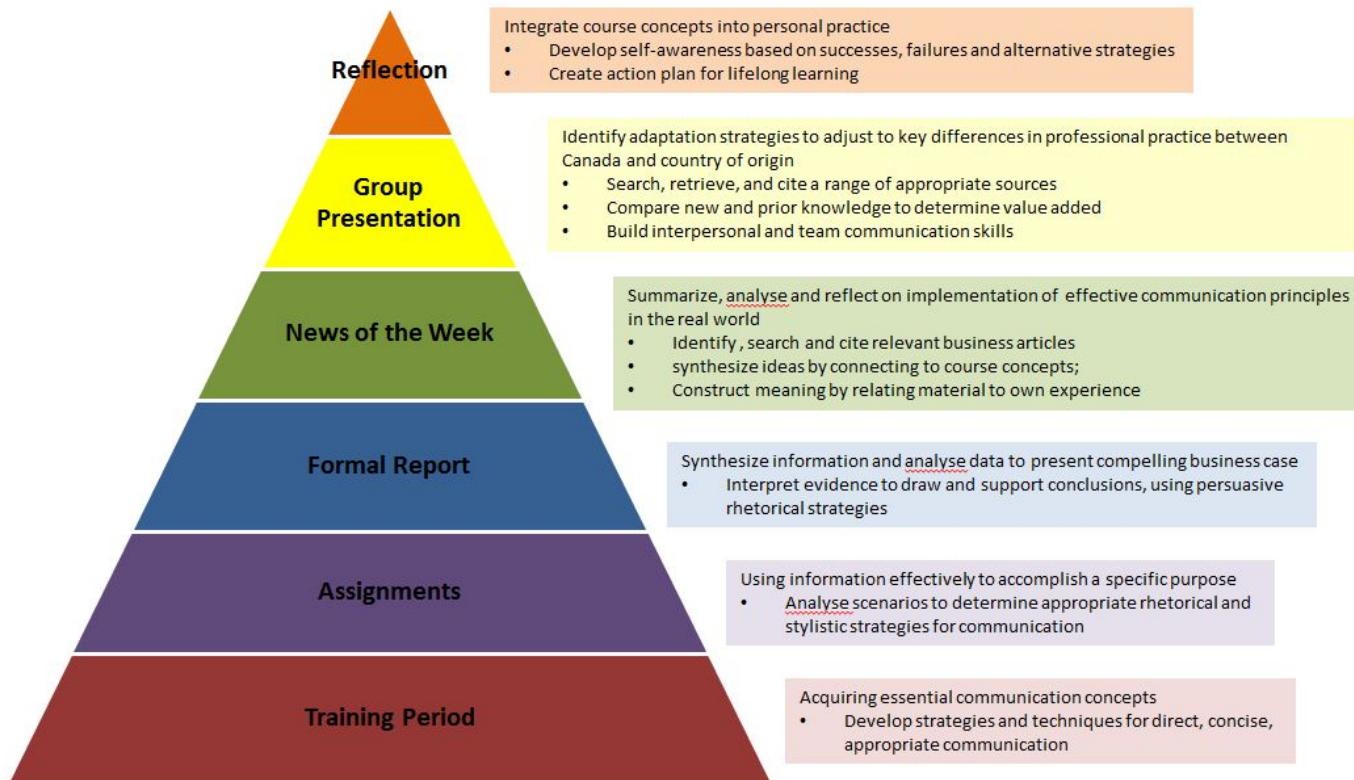 Reflection
Integrate course concepts into personal practice
• Develop self-awareness based on successes, failures and alternative strategies
• Create action plan for lifelong learning
Group
Presentation
Identify adaptation strategies to adjust to key differences in professional practice between
Canada and country of origin
• Search, retrieve, and cite a range of appropriate sources
• Compare new and prior knowledge to determine value added
• Build interpersonal and team communication skills
News of the Week
Summarize, analyse and reflect on implementation of effective communication principles
in the real world
• Identify , search and cite relevant business articles
• synthesize ideas by connecting to course concepts;
• Construct meaning by relating material to own experience
Formal Report
Synthesize information and analyse data to present compelling business case
• Interpret evidence to draw and support conclusions, using persuasive
rhetorical strategies
Assignments
Using information effectively to accomplish a specific purpose
• Analyse scenarios to determine appropriate rhetorical and
stylistic strategies for communication
Training Period
Acquiring essential communication concepts
• Develop strategies and techniques for direct, concise,
appropriate communication